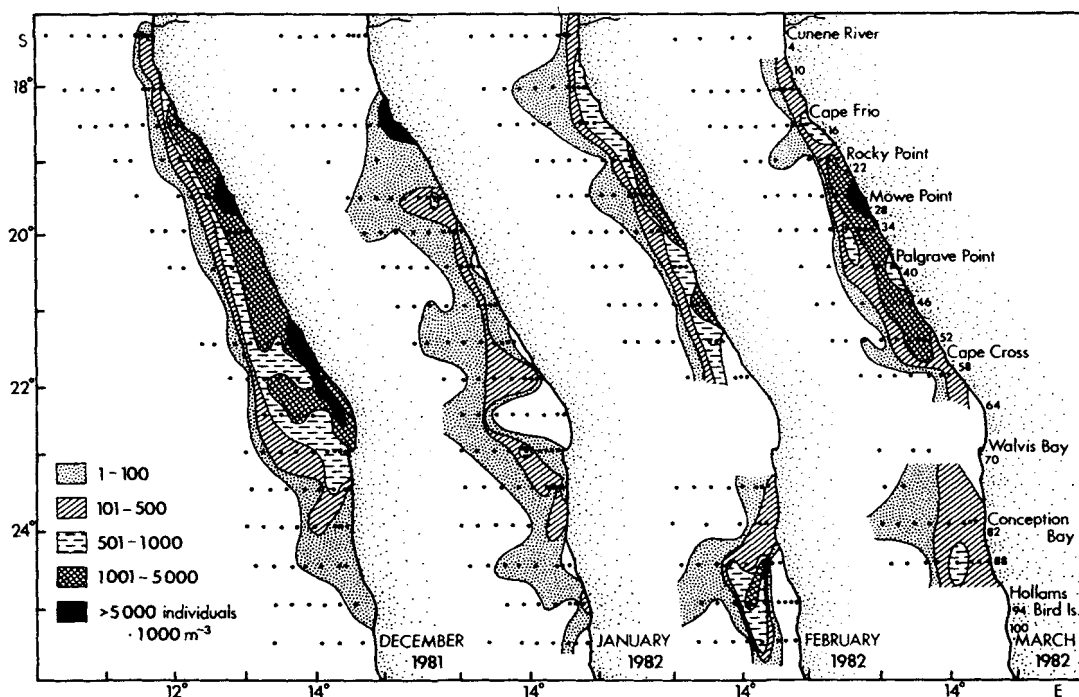 S
18°
20°
22°
24°
1-100
101-500
501-1000
1001-5000
>5000 individuals
· 1000 m⁻³
DECEMBER
1981
JANUARY
1982
FEBRUARY
1982
MARCH
1982
Cunene River
4
10
Cape Frio
16
Rocky Point
22
Möwe Point
28
34
Palgrave Point
40
46
52
Cape Cross
58
64
Walvis Bay
70
Conception
82 Bay
88
Hollams
94 Bird Is.
100
12°
14°
14°
14°
14°
E